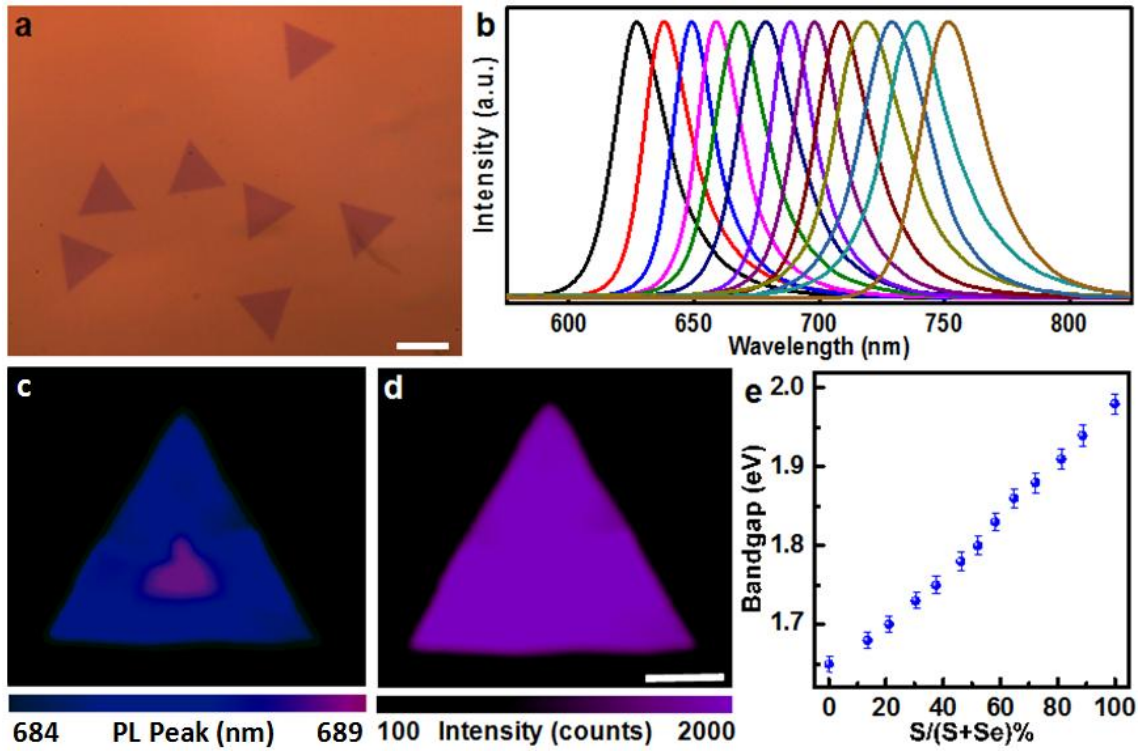 a
b
Intensity (a.u.)
600 650 700 750 800
Wavelength (nm)
c
684 PL Peak (nm) 689
d
100 Intensity (counts) 2000
e
Bandgap (eV)
2.0
1.9
1.8
1.7
0 20 40 60 80 100
S/(S+Se)%